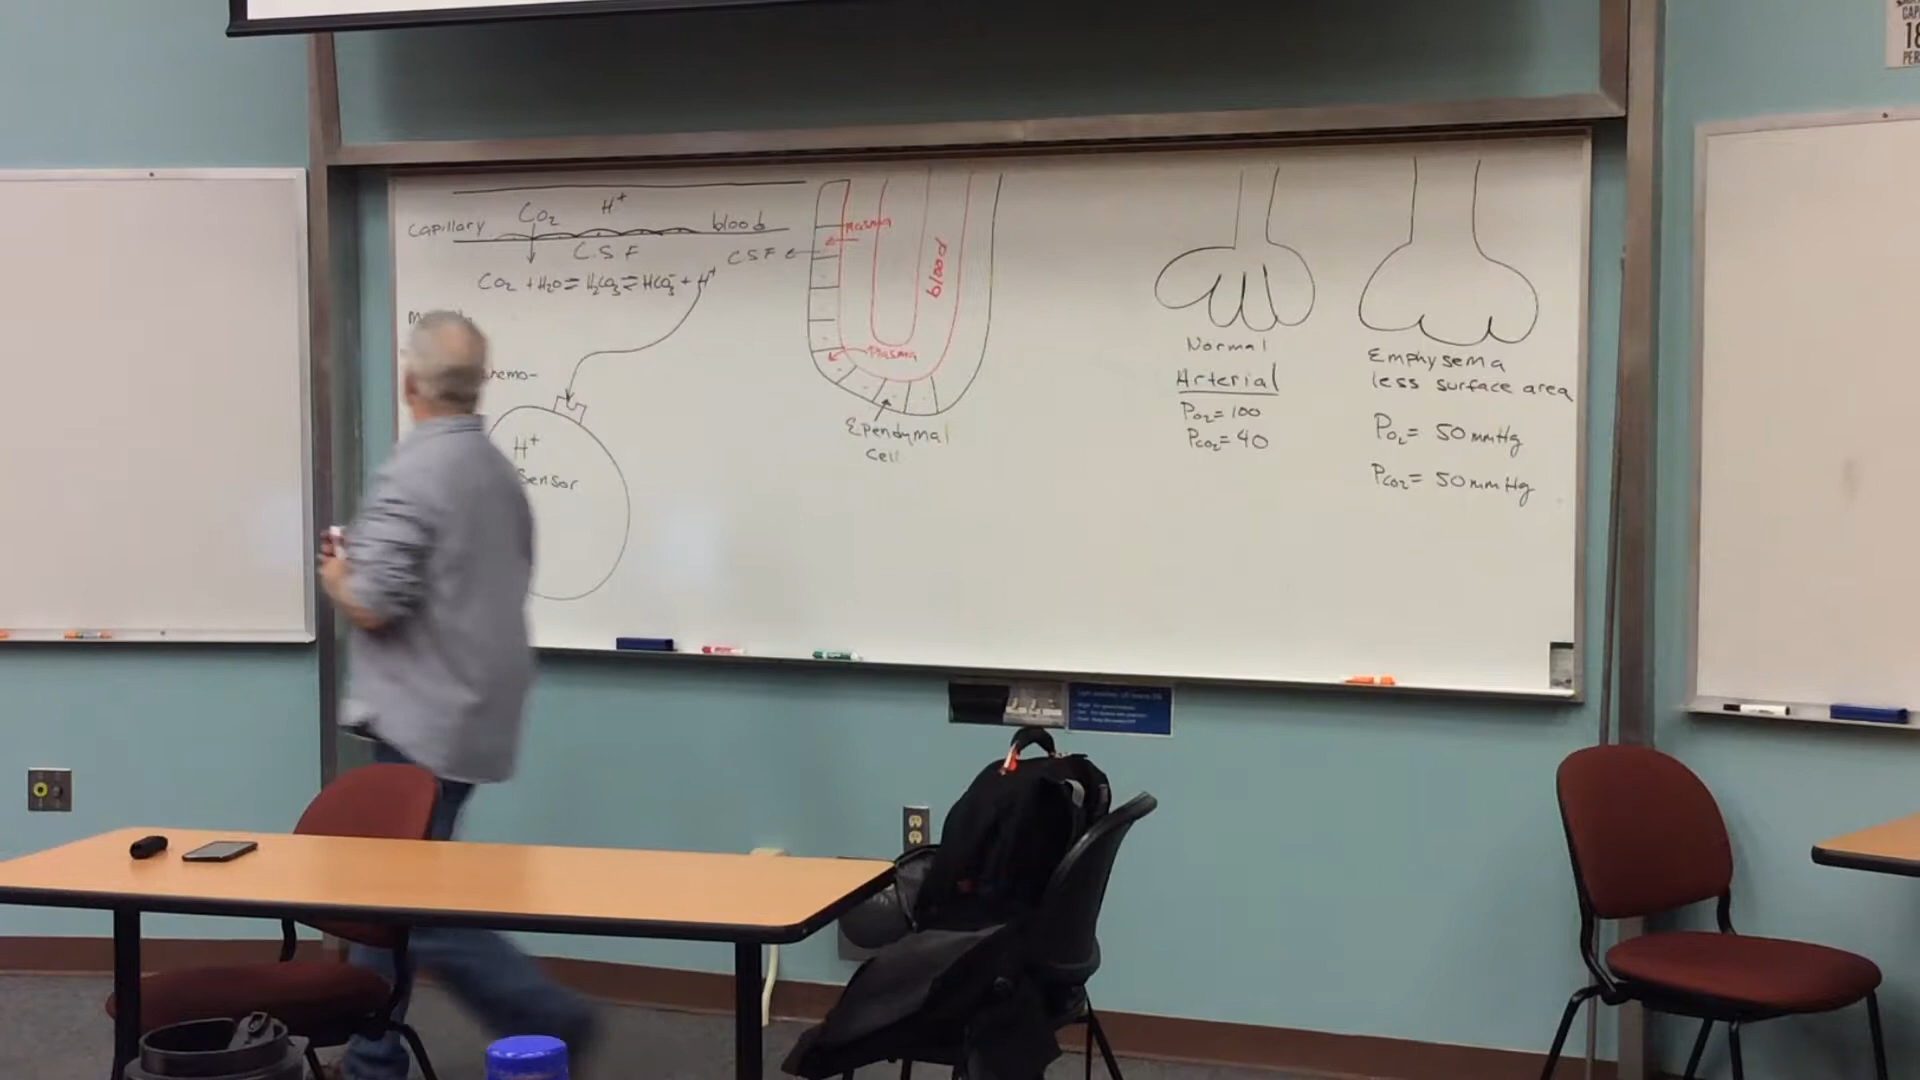 Co2 H+
Capillary blood
C.S.F
CSF
Co2 + H2O ⇌ H2CO3 ⇌ HCO3- + H+
hemo-
H+
Sensor
Plasma
blood
Plasma
Ependymal
Cell
Normal
Arterial
Po2= 100
Pco2= 40
Emphysema
less surface area
Po2= 50 mmHg
Pco2= 50 mmHg
18